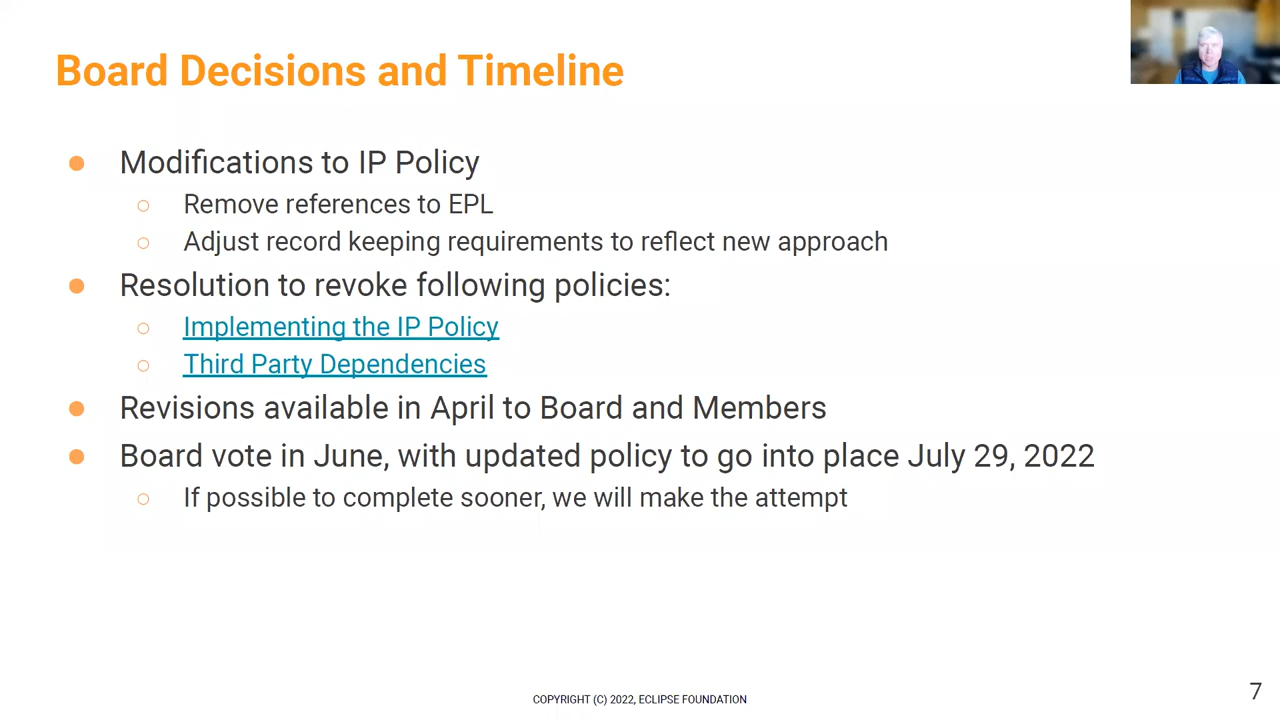 Board Decisions and Timeline
● Modifications to IP Policy
○ Remove references to EPL
○ Adjust record keeping requirements to reflect new approach
● Resolution to revoke following policies:
○ Implementing the IP Policy
○ Third Party Dependencies
● Revisions available in April to Board and Members
● Board vote in June, with updated policy to go into place July 29, 2022
○ If possible to complete sooner, we will make the attempt
COPYRIGHT (C) 2022, ECLIPSE FOUNDATION
7